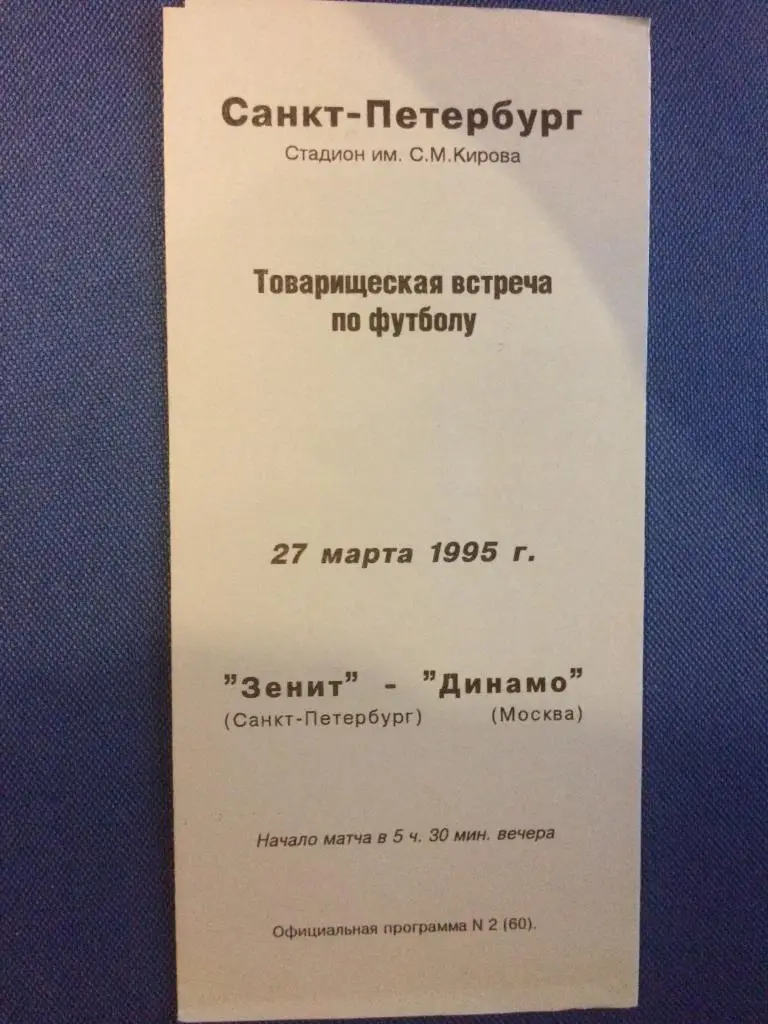 Санкт-Петербург
Стадион им. С.М.Кирова
Товарищеская встреча
по футболу
27 марта 1995 г.
”Зенит” - ”Динамо”
(Санкт-Петербург) (Москва)
Начало матча в 5 ч. 30 мин. вечера
Официальная программа N 2 (60).